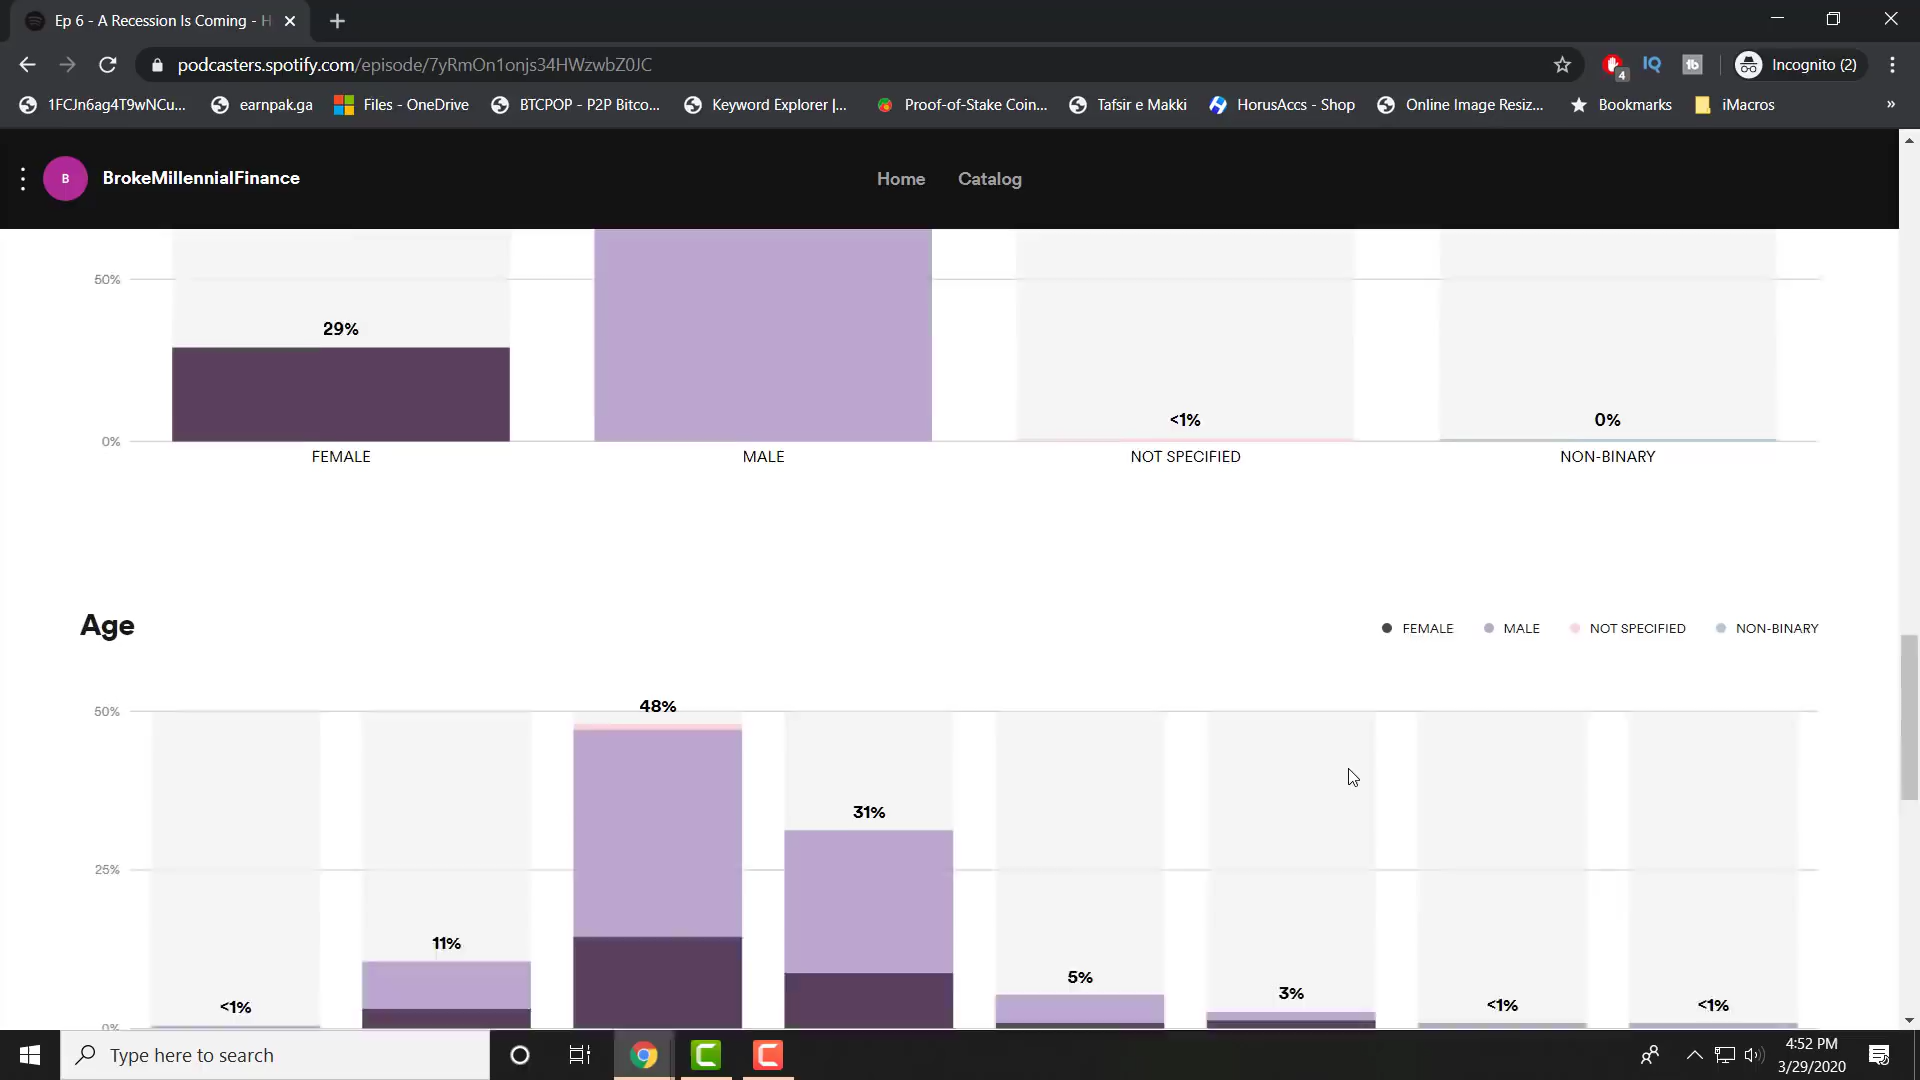 Ep 6 - A Recession Is Coming - H
podcasters.spotify.com/episode/7yRmOn1onjs34HWzwbZ0JC
4
IQ
tb
Incognito (2)
1FCJn6ag4T9wNCu...
earnpak.ga
Files - OneDrive
BTCPOP - P2P Bitco...
Keyword Explorer |...
Proof-of-Stake Coin...
Tafsir e Makki
HorusAccs - Shop
Online Image Resiz...
Bookmarks
iMacros
»
B
BrokeMillennialFinance
Home
Catalog
50%
29%
<1%
0%
0%
FEMALE
MALE
NOT SPECIFIED
NON-BINARY
Age
FEMALE
MALE
NOT SPECIFIED
NON-BINARY
50%
48%
31%
25%
11%
5%
3%
<1%
<1%
<1%
0%
Type here to search
4:52 PM
3/29/2020